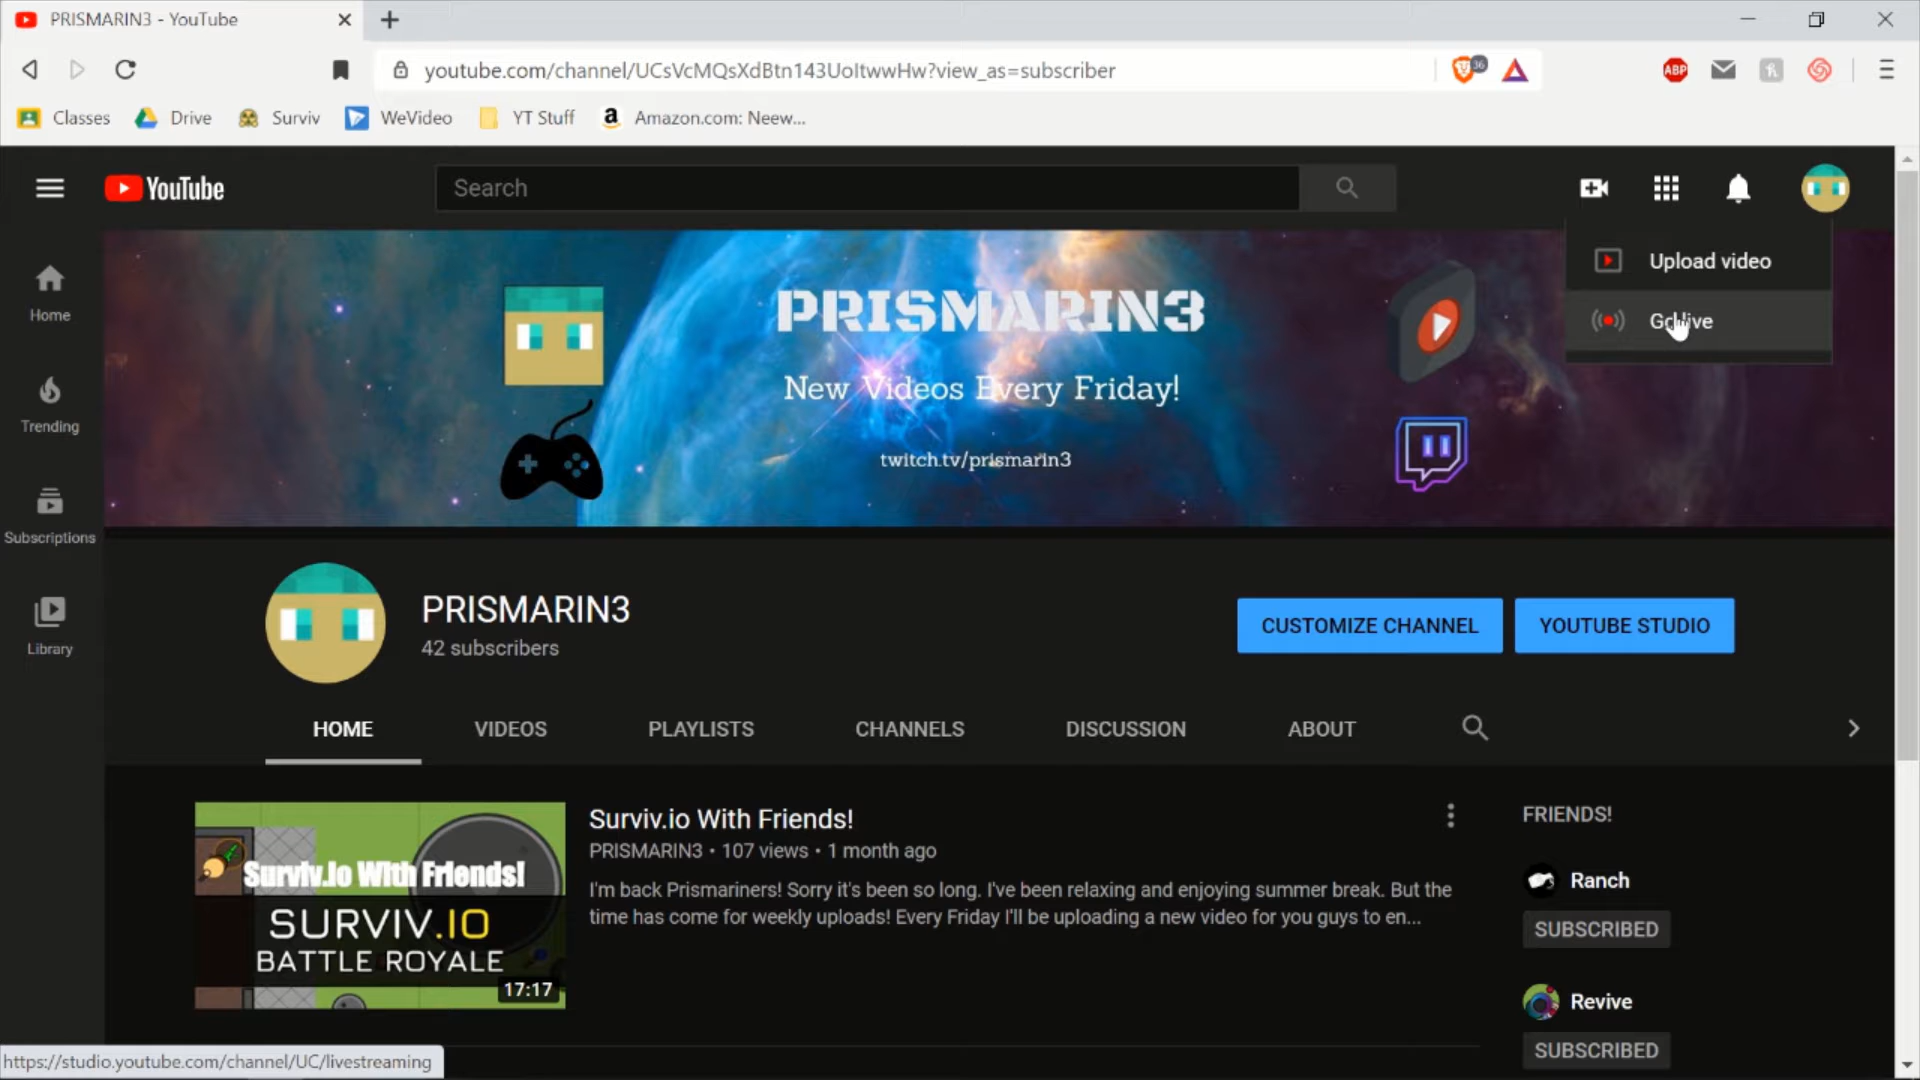 PRISMARIN3 - YouTube
youtube.com/channel/UCsVcMQsXdBtn143UoItwwHw?view_as=subscriber
36
ABP
Classes
Drive
Surviv
WeVideo
YT Stuff
Amazon.com: Neew...
YouTube
Search
Upload video
Go live
PRISMARIN3
New Videos Every Friday!
twitch.tv/prismarin3
Home
Trending
Subscriptions
Library
PRISMARIN3
42 subscribers
CUSTOMIZE CHANNEL
YOUTUBE STUDIO
HOME
VIDEOS
PLAYLISTS
CHANNELS
DISCUSSION
ABOUT
Surviv.Io With Friends!
SURVIV.IO
BATTLE ROYALE
17:17
Surviv.io With Friends!
PRISMARIN3 • 107 views • 1 month ago
I'm back Prismariners! Sorry it's been so long. I've been relaxing and enjoying summer break. But the
time has come for weekly uploads! Every Friday I'll be uploading a new video for you guys to en...
FRIENDS!
Ranch
SUBSCRIBED
Revive
SUBSCRIBED
https://studio.youtube.com/channel/UC/livestreaming